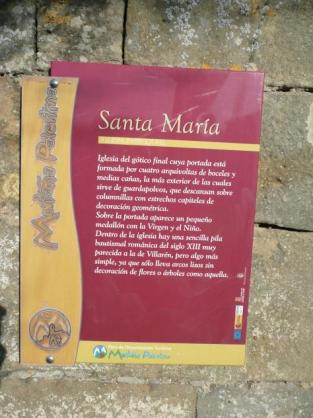 Santa María
Iglesia del gótico final cuya portada está
formada por cuatro arquivoltas de boceles y
medias cañas, la más exterior de las cuales
sirve de guardapolvos, que descansan sobre
columnillas con estrechos capiteles de
decoración geométrica.
Sobre la portada aparece un pequeño
medallón con la Virgen y el Niño.
Dentro de la iglesia hay una sencilla pila
bautismal románica del siglo XIII muy
parecida a la de Villarén, pero algo más
simple, ya que sólo lleva arcos lisos sin
decoración de flores o árboles como aquella.
Montaña Palentina
Plan de Dinamización Turística
Montaña Palentina